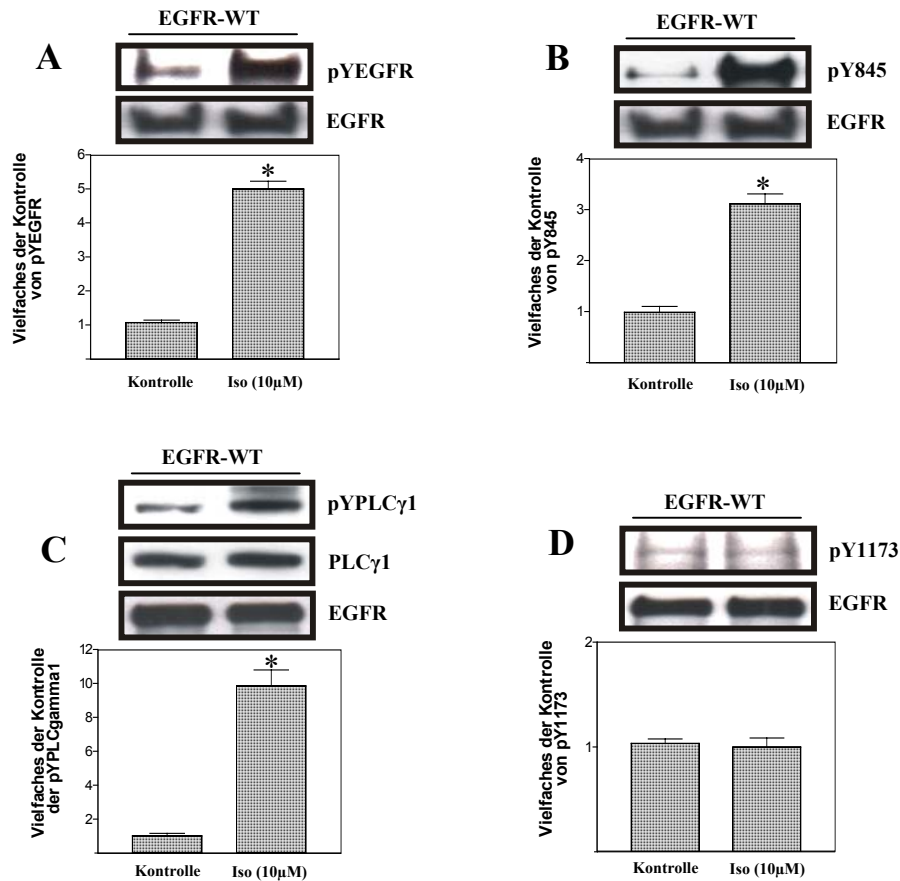 EGFR-WT
A
pYEGFR
EGFR
Vielfaches der Kontrolle
von pYEGFR
6
5
4
3
2
1
*
Kontrolle Iso (10µM)
EGFR-WT
B
pY845
EGFR
Vielfaches der Kontrolle
von pY845
4
3
2
1
*
Kontrolle Iso (10µM)
EGFR-WT
C
pYPLCγ1
PLCγ1
EGFR
Vielfaches der Kontrolle
der pYPLCgamma1
12
10
8
6
4
2
*
Kontrolle Iso (10µM)
EGFR-WT
D
pY1173
EGFR
Vielfaches der Kontrolle
von pY1173
2
1
Kontrolle Iso (10µM)